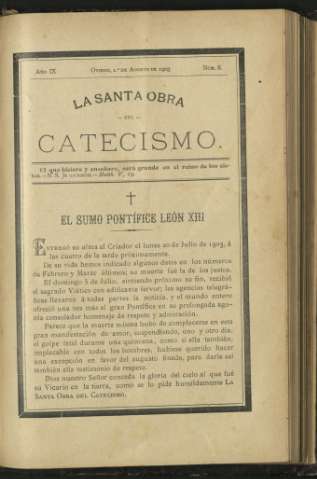 Año IX
Oviedo, 1.º de Agosto de 1903
Núm. 8.
LA SANTA OBRA
DEL
CATECISMO.
El que hiciere y enseñare, será grande en el reino de los cie-
los.—N. S. Jesucristo.—Math. V, 19.
EL SUMO PONTÍFICE LEÓN XIII
Entregó su alma al Criador el lunes 20 de Julio de 1903, á
las cuatro de la tarde próximamente.
De su vida hemos indicado algunos datos en los números
de Febrero y Marzo últimos; su muerte fué la de los justos.
El domingo 5 de Julio, sintiendo próximo su fin, recibió
el sagrado Viático con edificante fervor; las agencias telegrá-
ficas llevaron á todas partes la noticia, y el mundo entero
ofreció una vez más al gran Pontífice en su prolongada ago-
nía consolador homenaje de respeto y admiración.
Parece que la muerte misma hubo de complacerse en esta
gran manifestación de amor, suspendiendo, uno y otro día,
el golpe fatal durante una quincena, como si ella también,
implacable con todos los hombres, hubiese querido hacer
una excepción en favor del augusto finado, para darle así
también ella testimonio de respeto.
Dios nuestro Señor conceda la gloria del cielo al que fué
su Vicario en la tierra, como se lo pide humildemente LA
SANTA OBRA DEL CATECISMO.